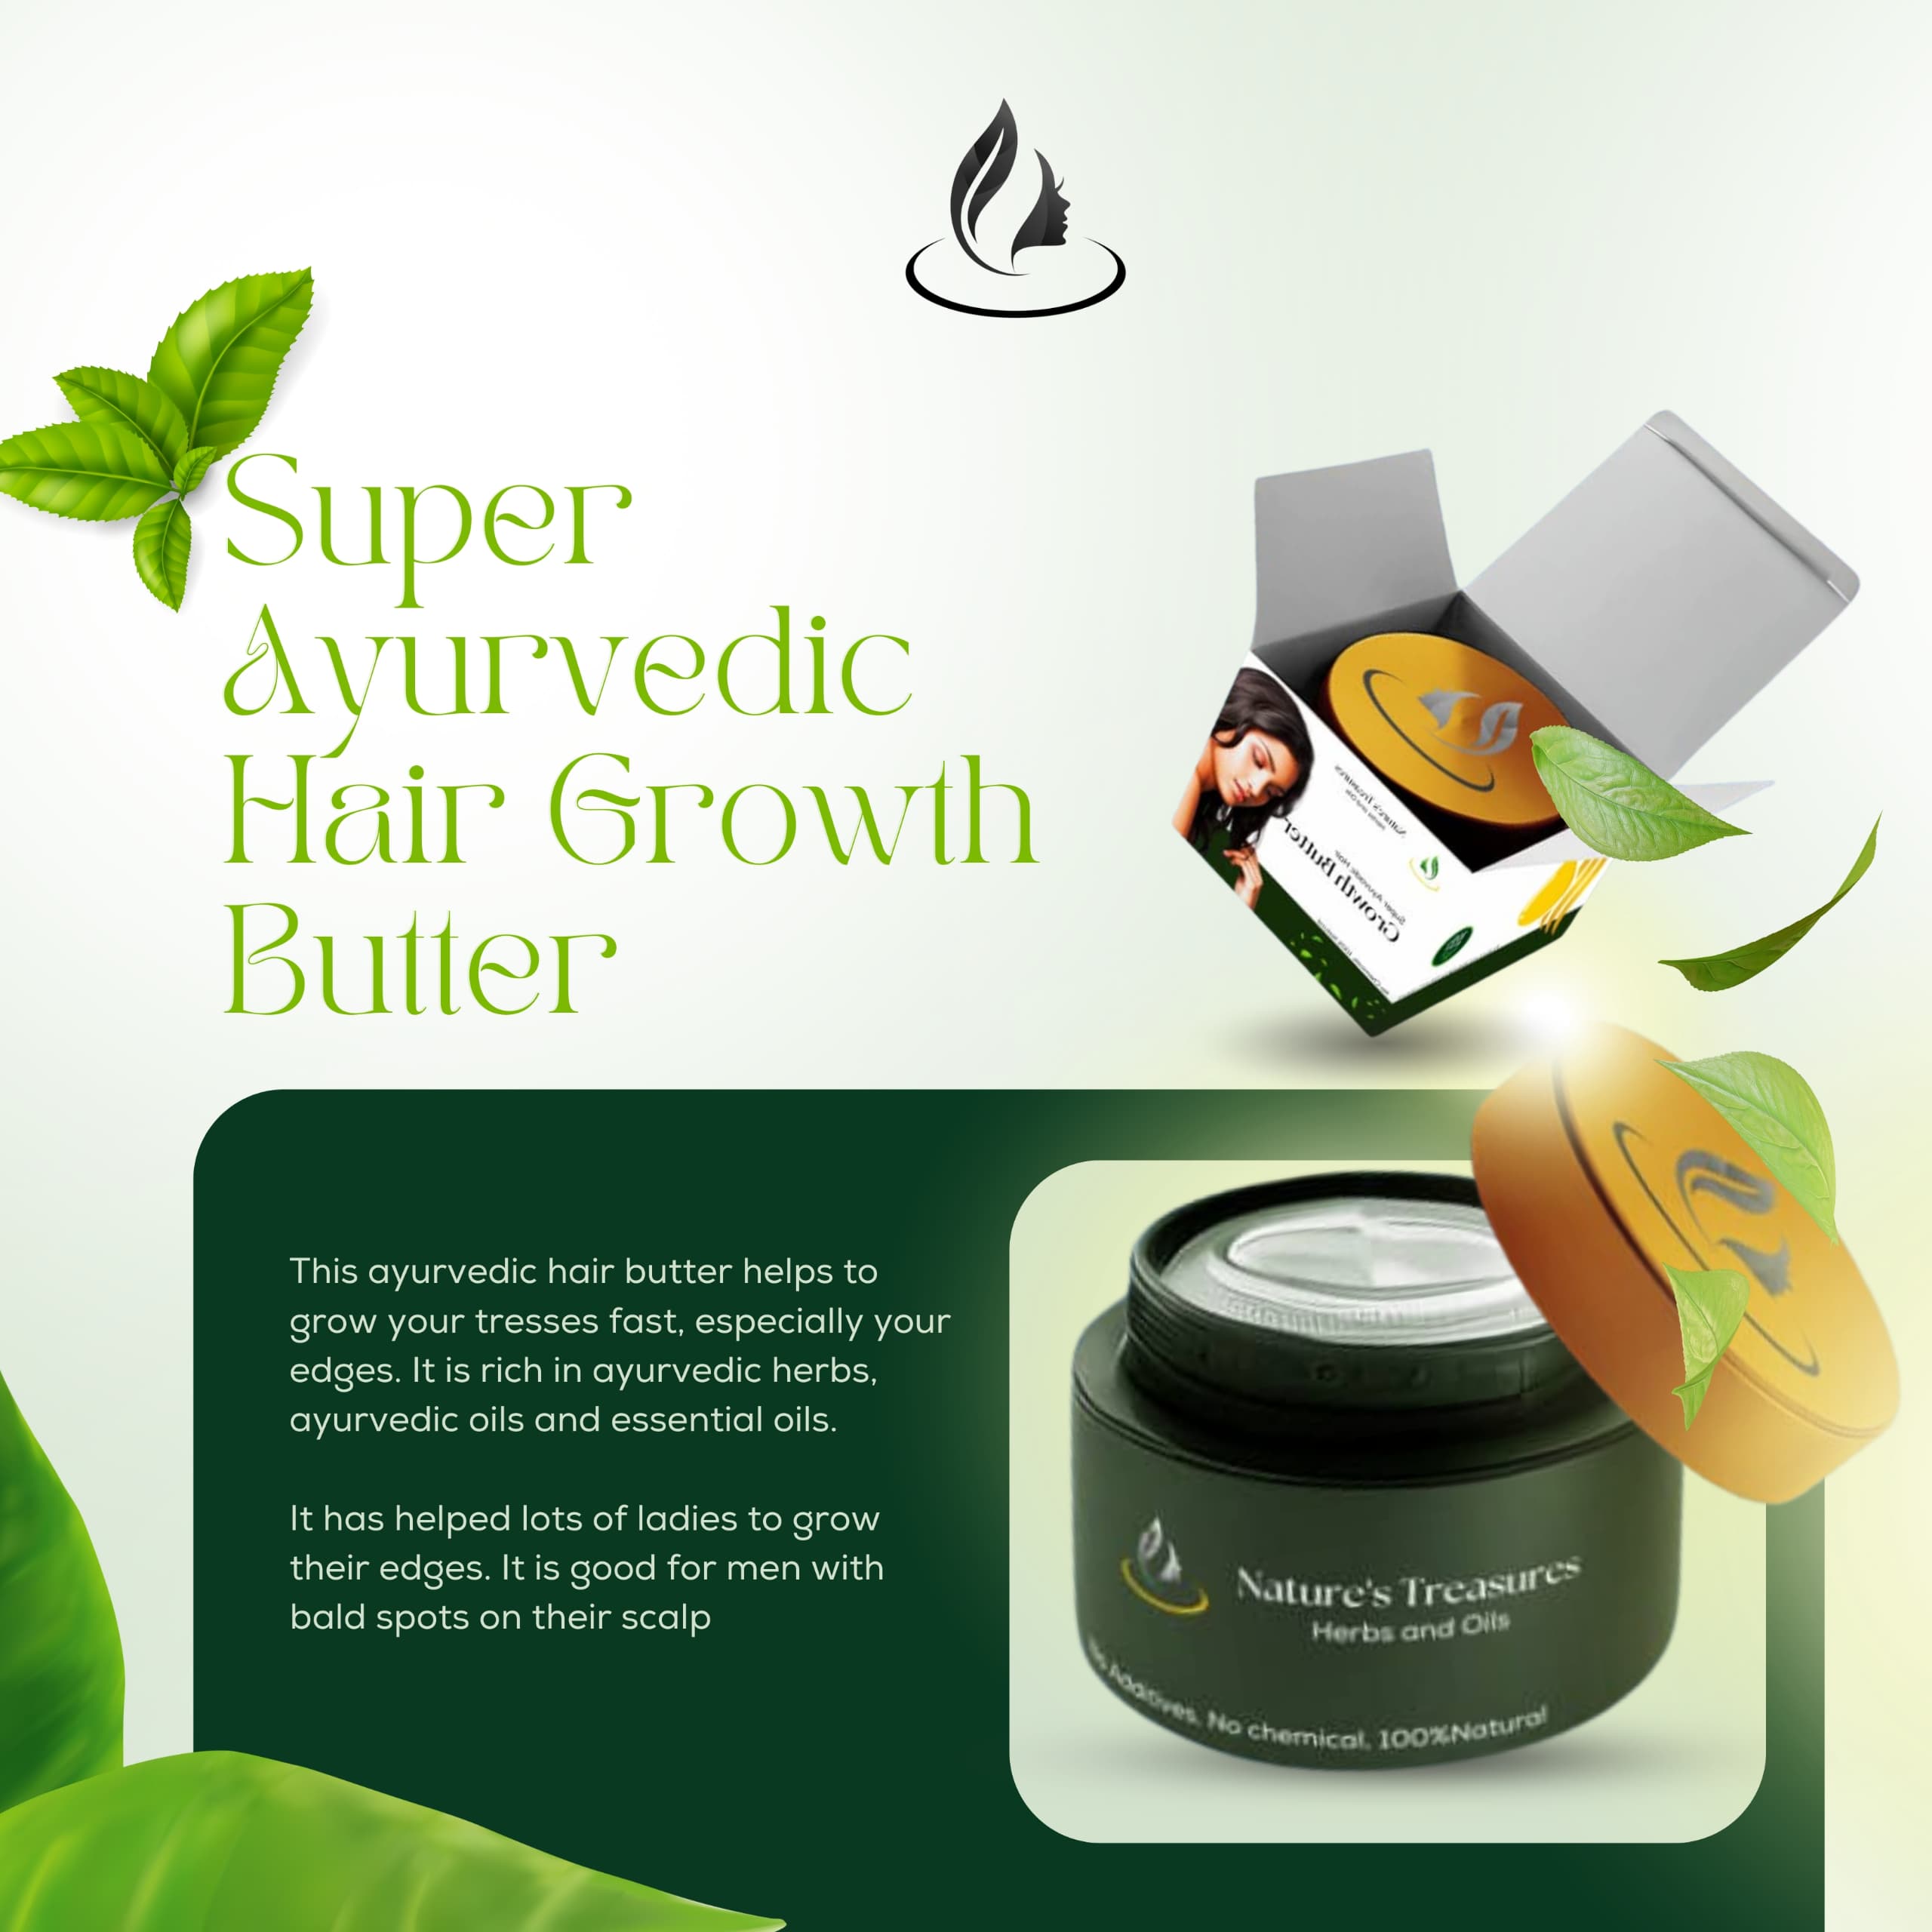 Super
Ayurvedic
Hair Growth
Butter
Nature's Treasures
Growth Butter
This ayurvedic hair butter helps to
grow your tresses fast, especially your
edges. It is rich in ayurvedic herbs,
ayurvedic oils and essential oils.
It has helped lots of ladies to grow
their edges. It is good for men with
bald spots on their scalp
Nature's Treasures
Herbs and Oils
Additives, No chemical, 100%Natural